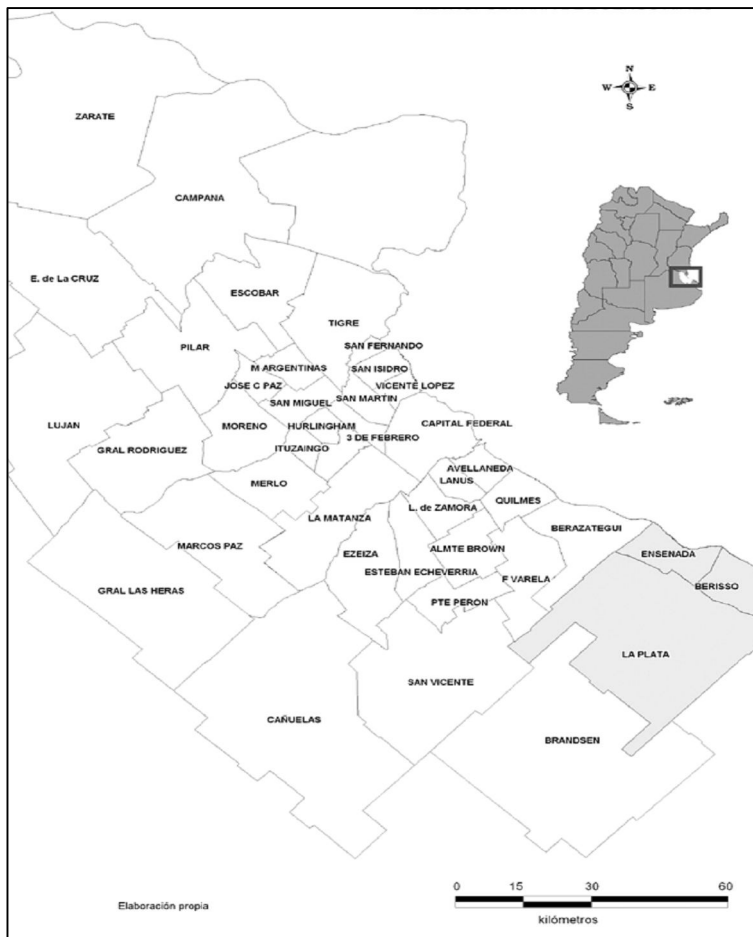 N
W E
S
ZARATE
CAMPANA
E. de La CRUZ
ESCOBAR
TIGRE
PILAR
SAN FERNANDO
M ARGENTINAS
SAN ISIDRO
JOSE C PAZ
VICENTE LOPEZ
SAN MIGUEL
SAN MARTIN
LUJAN
MORENO
HURLINGHAM
CAPITAL FEDERAL
3 DE FEBRERO
GRAL RODRIGUEZ
ITUZAINGO
AVELLANEDA
LANUS
MERLO
QUILMES
L. de ZAMORA
LA MATANZA
BERAZATEGUI
MARCOS PAZ
EZEIZA
ALMTE BROWN
ENSENADA
ESTEBAN ECHEVERRIA
F VARELA
BERISSO
GRAL LAS HERAS
PTE PERON
LA PLATA
SAN VICENTE
CAÑUELAS
BRANDSEN
0 15 30 60
kilómetros
Elaboración propia